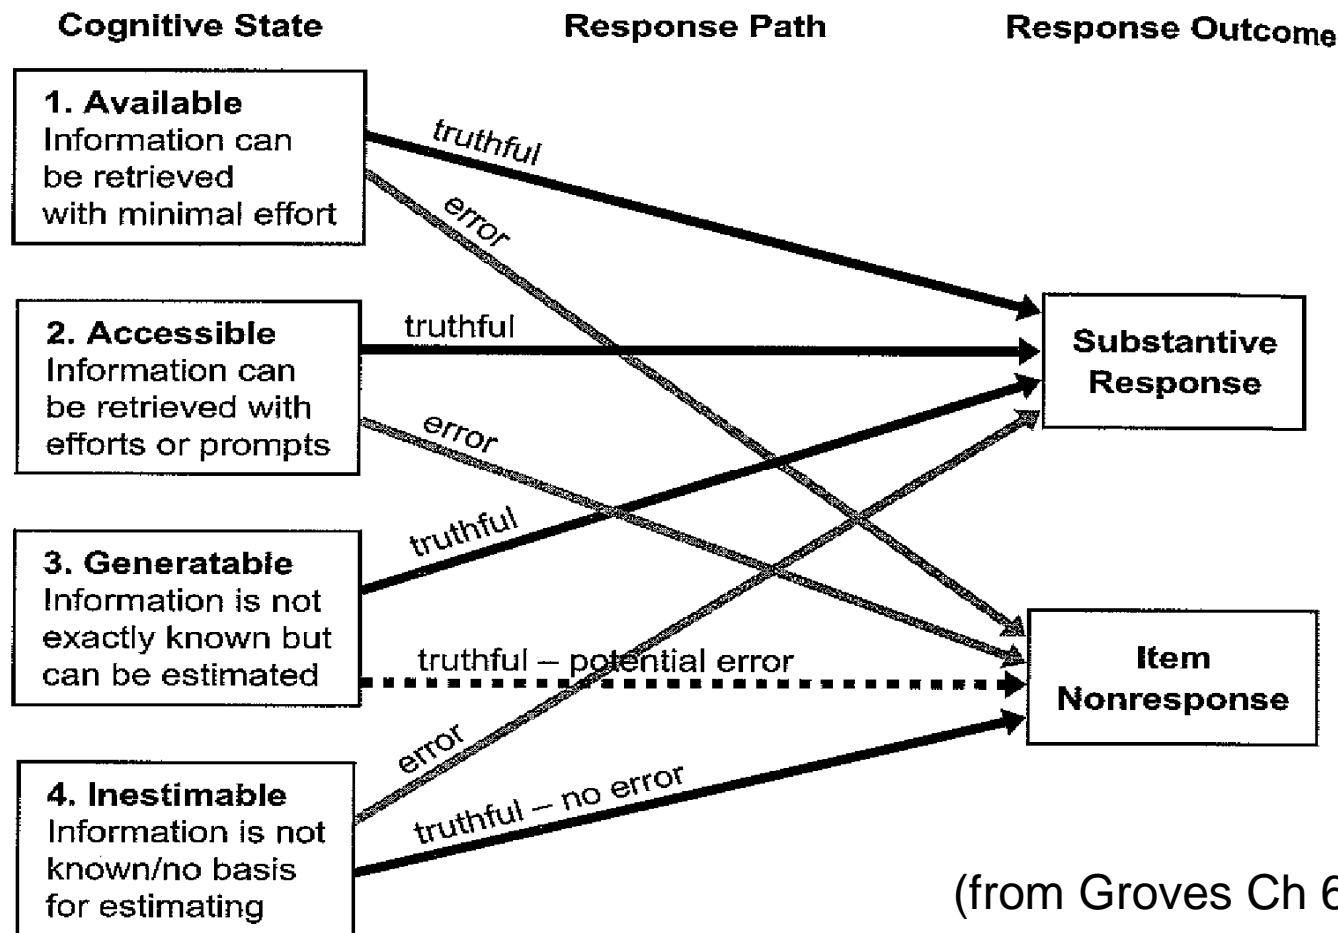 Cognitive State
Response Path
Response Outcome
1. Available
Information can
be retrieved
with minimal effort
truthful
error
2. Accessible
Information can
be retrieved with
efforts or prompts
truthful
error
Substantive
Response
3. Generatable
Information is not
exactly known but
can be estimated
truthful
truthful – potential error
Item
Nonresponse
4. Inestimable
Information is not
known/no basis
for estimating
error
truthful – no error
(from Groves Ch 6